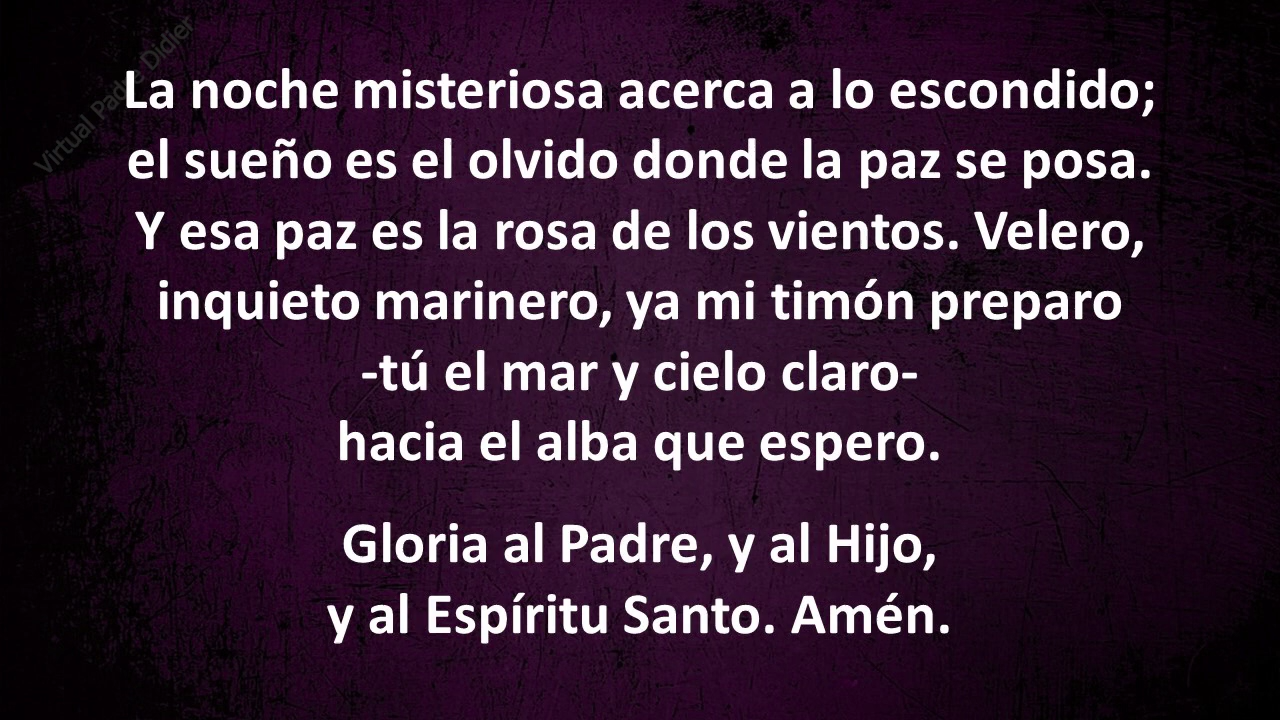 Virtual Padre Didier
La noche misteriosa acerca a lo escondido;
el sueño es el olvido donde la paz se posa.
Y esa paz es la rosa de los vientos. Velero,
inquieto marinero, ya mi timón preparo
-tú el mar y cielo claro-
hacia el alba que espero.
Gloria al Padre, y al Hijo,
y al Espíritu Santo. Amén.